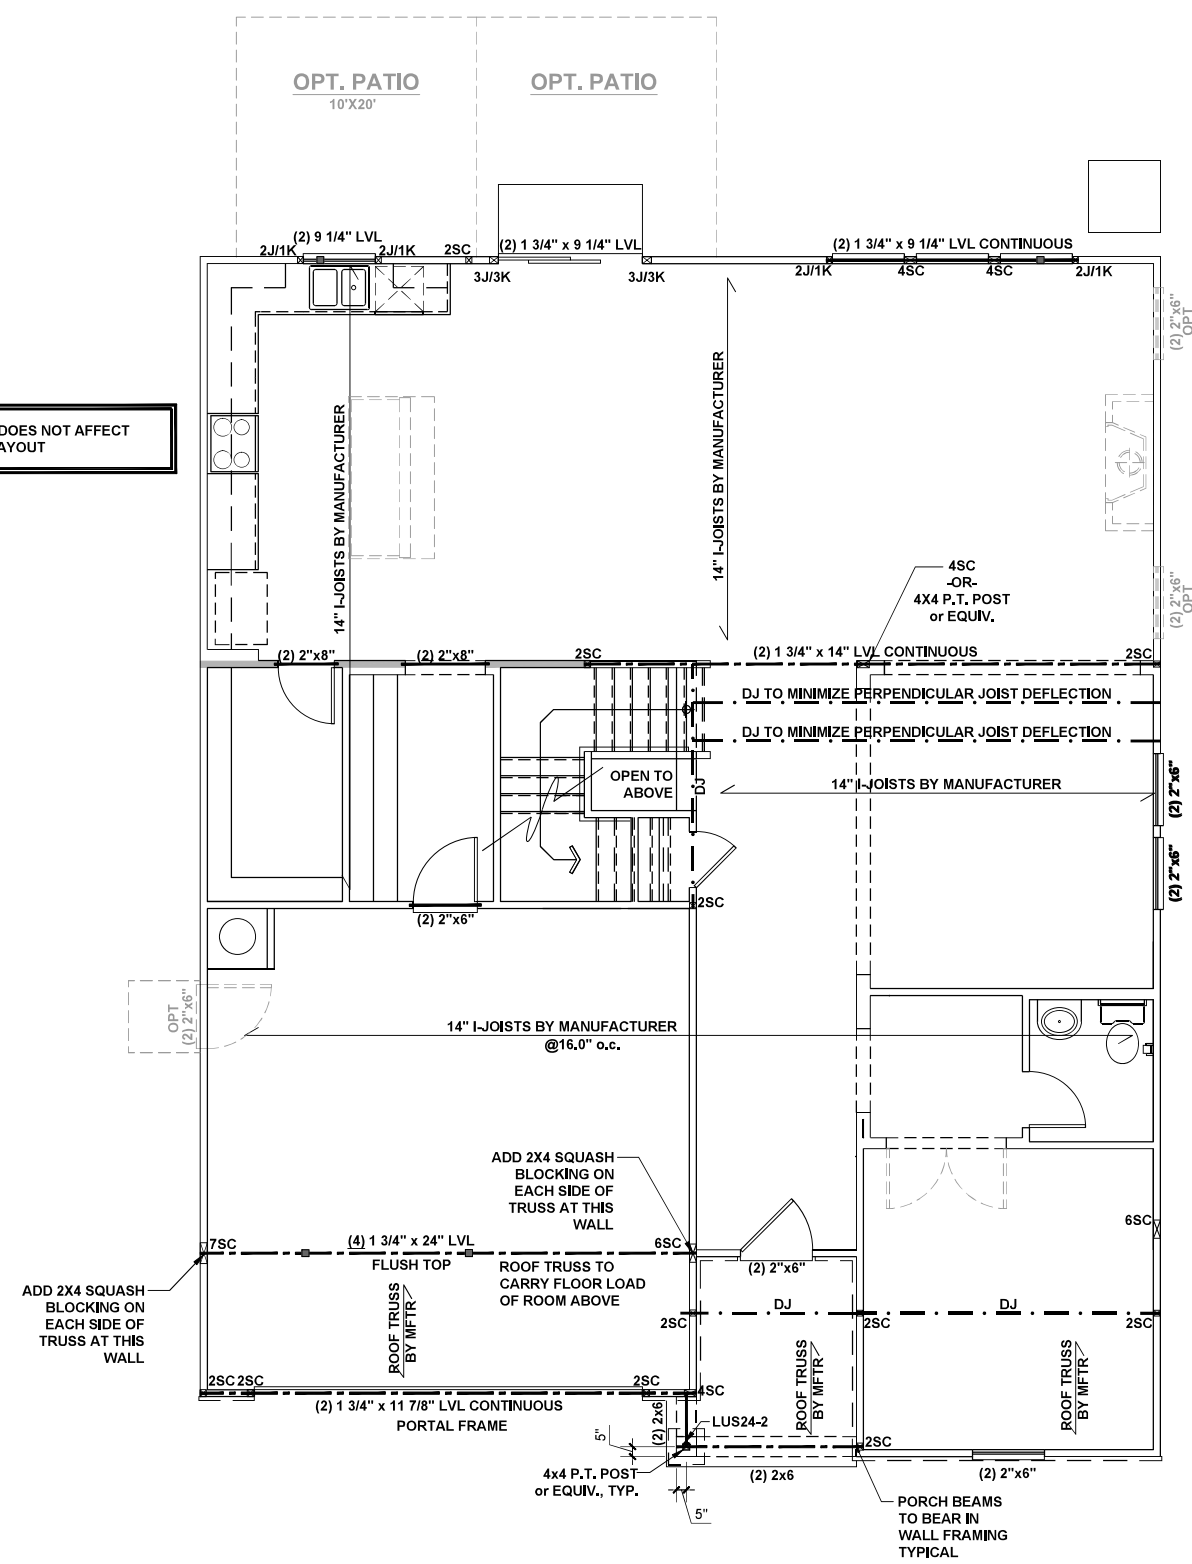 OPT. PATIO
10'X20'
OPT. PATIO
(2) 9 1/4" LVL
2J/1K
2J/1K
2SC
(2) 1 3/4" x 9 1/4" LVL
3J/3K
3J/3K
(2) 1 3/4" x 9 1/4" LVL CONTINUOUS
2J/1K
4SC
4SC
2J/1K
(2) 2"x6"
OPT
DOES NOT AFFECT
AYOUT
14" I-JOISTS BY MANUFACTURER
14" I-JOISTS BY MANUFACTURER
4SC
-OR-
4X4 P.T. POST
or EQUIV.
(2) 2"x6"
OPT
(2) 2"x8"
(2) 2"x8"
2SC
(2) 1 3/4" x 14" LVL CONTINUOUS
2SC
DJ TO MINIMIZE PERPENDICULAR JOIST DEFLECTION
DJ TO MINIMIZE PERPENDICULAR JOIST DEFLECTION
OPEN TO
ABOVE
DJ
14" I-JOISTS BY MANUFACTURER
(2) 2"x6"
(2) 2"x6"
2SC
(2) 2"x6"
OPT
(2) 2"x6"
14" I-JOISTS BY MANUFACTURER
@16.0" o.c.
ADD 2X4 SQUASH
BLOCKING ON
EACH SIDE OF
TRUSS AT THIS
WALL
7SC
(4) 1 3/4" x 24" LVL
FLUSH TOP
6SC
6SC
ROOF TRUSS TO
CARRY FLOOR LOAD
OF ROOM ABOVE
(2) 2"x6"
ADD 2X4 SQUASH
BLOCKING ON
EACH SIDE OF
TRUSS AT THIS
WALL
ROOF TRUSS
BY MFTR
DJ
DJ
2SC
2SC
2SC
ROOF TRUSS
BY MFTR
ROOF TRUSS
BY MFTR
2SC
2SC
2SC
4SC
(2) 1 3/4" x 11 7/8" LVL CONTINUOUS
PORTAL FRAME
(2) 2x6
LUS24-2
5"
2SC
4x4 P.T. POST
or EQUIV., TYP.
(2) 2x6
(2) 2"x6"
5"
PORCH BEAMS
TO BEAR IN
WALL FRAMING
TYPICAL